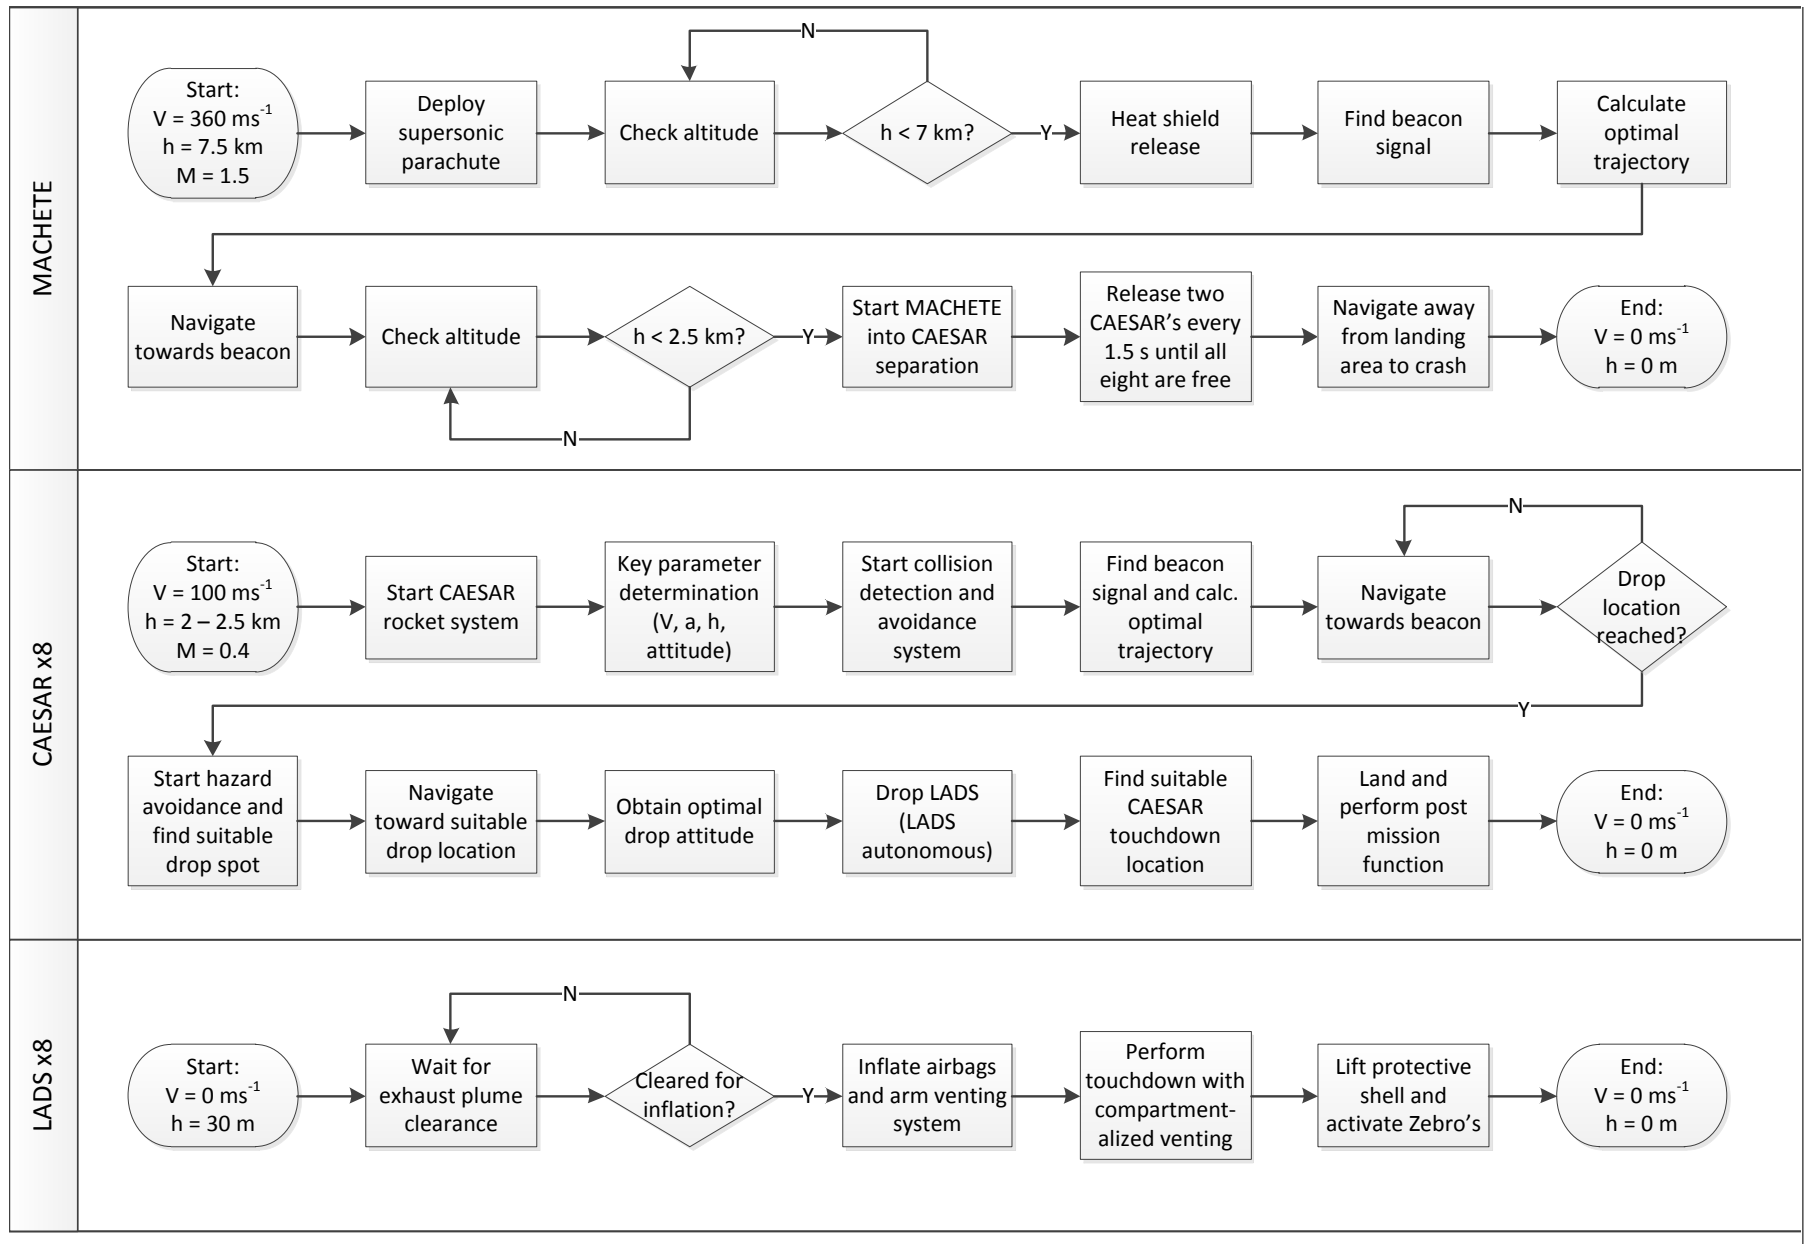 MACHETE
N
Start:
V = 360 ms⁻¹
h = 7.5 km
M = 1.5
Deploy
supersonic
parachute
Check altitude
h < 7 km?
Y
Heat shield
release
Find beacon
signal
Calculate
optimal
trajectory
Navigate
towards beacon
Check altitude
h < 2.5 km?
Y
Start MACHETE
into CAESAR
separation
Release two
CAESAR’s every
1.5 s until all
eight are free
Navigate away
from landing
area to crash
End:
V = 0 ms⁻¹
h = 0 m
N
CAESAR x8
Start:
V = 100 ms⁻¹
h = 2 – 2.5 km
M = 0.4
Start CAESAR
rocket system
Key parameter
determination
(V, a, h,
attitude)
Start collision
detection and
avoidance
system
Find beacon
signal and calc.
optimal
trajectory
Navigate
towards beacon
N
Drop
location
reached?
Y
Start hazard
avoidance and
find suitable
drop spot
Navigate
toward suitable
drop location
Obtain optimal
drop attitude
Drop LADS
(LADS
autonomous)
Find suitable
CAESAR
touchdown
location
Land and
perform post
mission
function
End:
V = 0 ms⁻¹
h = 0 m
LADS x8
N
Start:
V = 0 ms⁻¹
h = 30 m
Wait for
exhaust plume
clearance
Cleared for
inflation?
Y
Inflate airbags
and arm venting
system
Perform
touchdown with
compartment-
alized venting
Lift protective
shell and
activate Zebro’s
End:
V = 0 ms⁻¹
h = 0 m